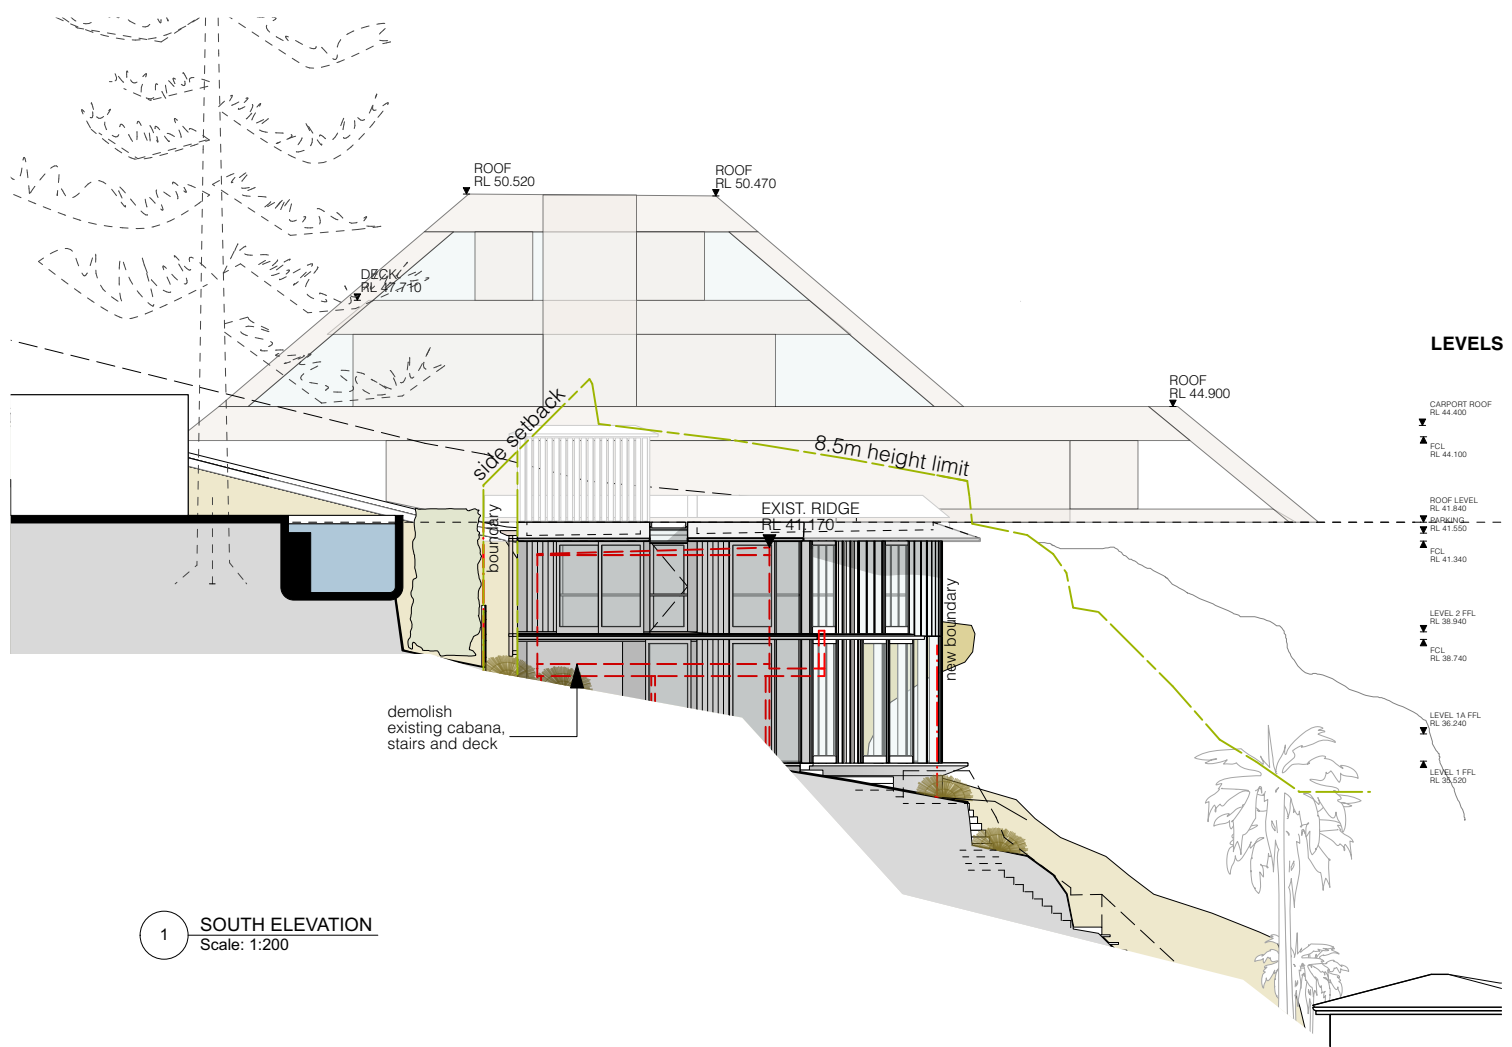 ROOF
RL 50.520
ROOF
RL 50.470
DECK
RL 47.710
LEVELS
ROOF
RL 44.900
side setback
8.5m height limit
CARPORT ROOF
RL 44.400
FCL
RL 44.100
EXIST. RIDGE
RL 41.170
boundary
ROOF LEVEL
RL 41.840
PARKING
RL 41.550
FCL
RL 41.340
new boundary
LEVEL 2 FFL
RL 38.940
FCL
RL 38.740
demolish
existing cabana,
stairs and deck
LEVEL 1A FFL
RL 36.240
LEVEL 1 FFL
RL 35.520
1
SOUTH ELEVATION
Scale: 1:200